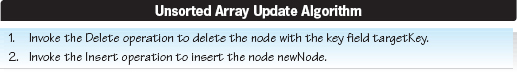 Unsorted Array Update Algorithm
1. Invoke the Delete operation to delete the node with the key field targetKey.
2. Invoke the Insert operation to insert the node newNode.